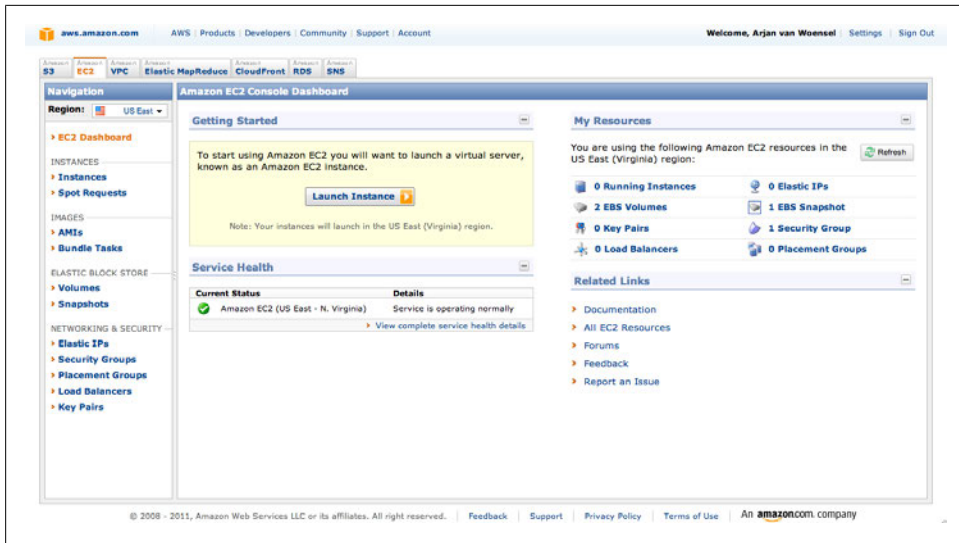 aws.amazon.com AWS | Products | Developers | Community | Support | Account Welcome, Arjan van Woensel | Settings | Sign Out
Amazon S3 Amazon EC2 Amazon VPC Amazon Elastic MapReduce Amazon CloudFront Amazon RDS Amazon SNS
Navigation
Region: US East
EC2 Dashboard
INSTANCES
Instances
Spot Requests
IMAGES
AMIs
Bundle Tasks
ELASTIC BLOCK STORE
Volumes
Snapshots
NETWORKING & SECURITY
Elastic IPs
Security Groups
Placement Groups
Load Balancers
Key Pairs
Amazon EC2 Console Dashboard
Getting Started
To start using Amazon EC2 you will want to launch a virtual server,
known as an Amazon EC2 instance.
Launch Instance
Note: Your instances will launch in the US East (Virginia) region.
Service Health
Current Status Details
Amazon EC2 (US East - N. Virginia) Service is operating normally
View complete service health details
My Resources
You are using the following Amazon EC2 resources in the
US East (Virginia) region:
Refresh
0 Running Instances 0 Elastic IPs
2 EBS Volumes 1 EBS Snapshot
0 Key Pairs 1 Security Group
0 Load Balancers 0 Placement Groups
Related Links
Documentation
All EC2 Resources
Forums
Feedback
Report an Issue
© 2008 - 2011, Amazon Web Services LLC or its affiliates. All right reserved. | Feedback | Support | Privacy Policy | Terms of Use | An amazon.com. company